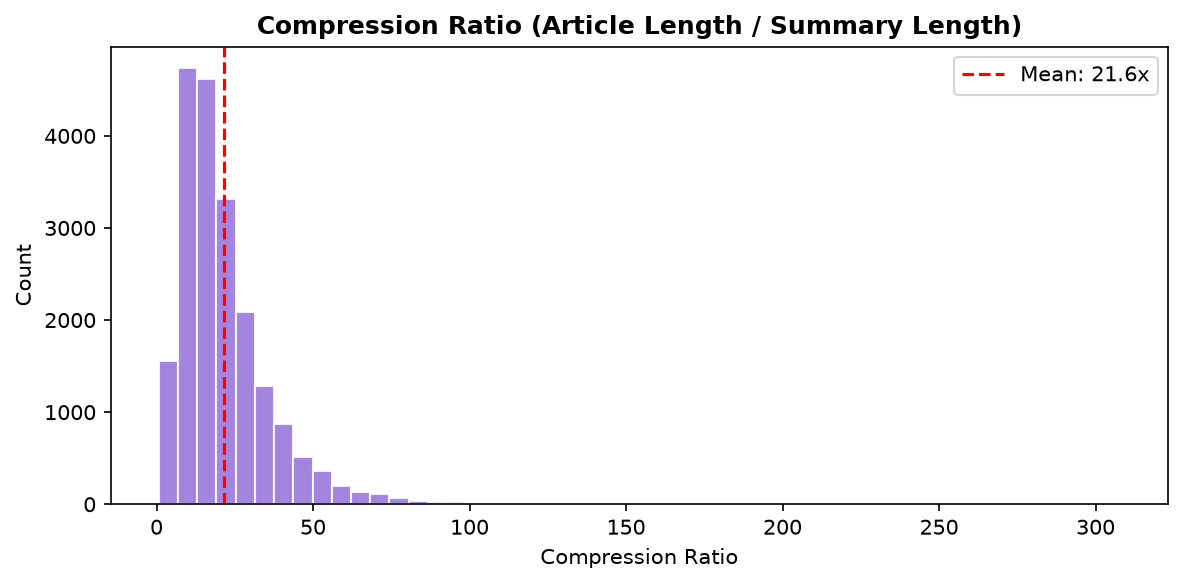 Compression Ratio (Article Length / Summary Length)
Mean: 21.6x
Count
4000
3000
2000
1000
0
0 50 100 150 200 250 300
Compression Ratio